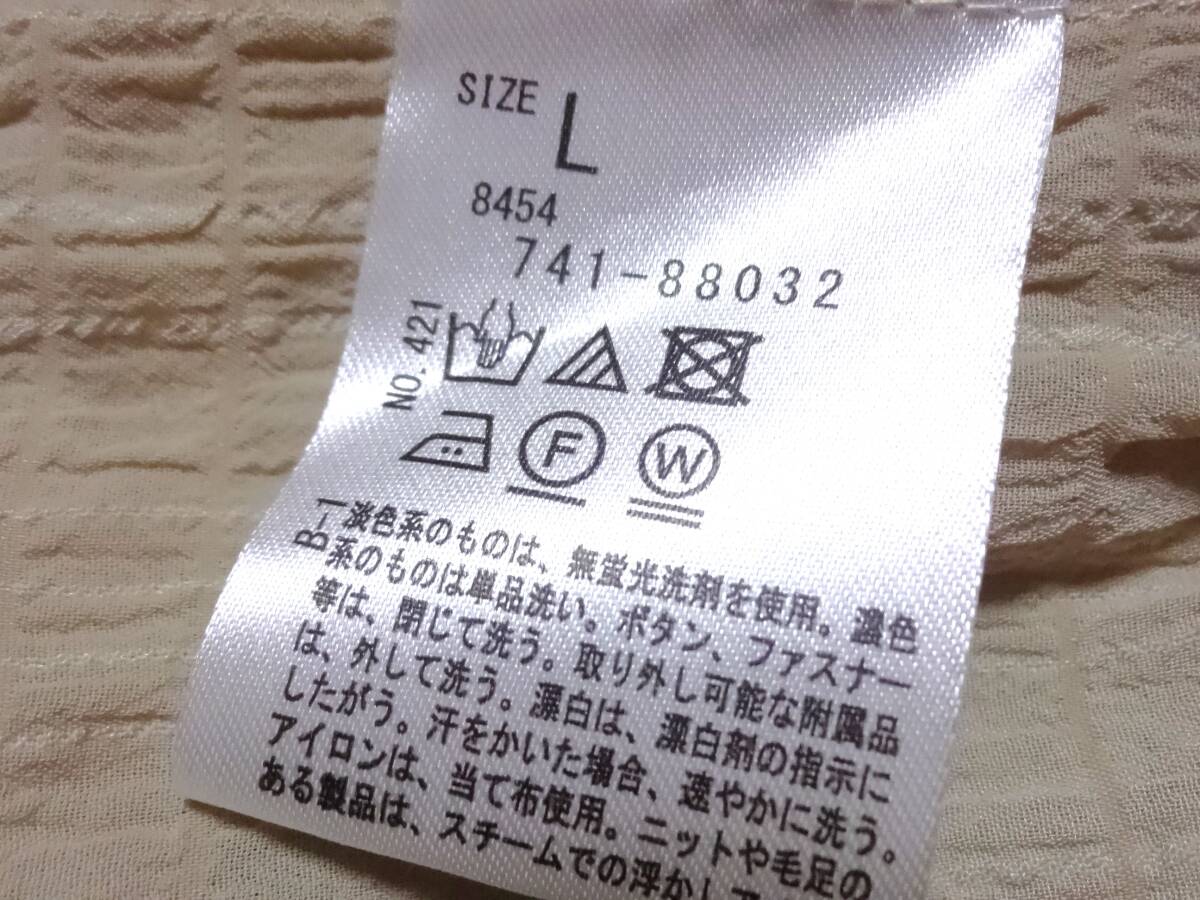 SIZE L
8454
741-88032
NO. 421
F W
B-1 淡色系のものは、無蛍光洗剤を使用。濃色
系のものは単品洗い。ボタン、ファスナー
等は、閉じて洗う。取り外し可能な附属品
は、外して洗う。漂白は、漂白剤の指示に
したがう。汗をかいた場合、速やかに洗う。
アイロンは、当て布使用。ニットや毛足の
ある製品は、スチームでの浮かし